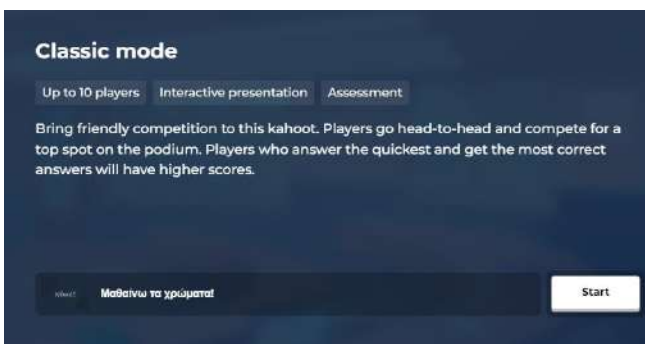 Classic mode
Up to 10 players Interactive presentation Assessment
Bring friendly competition to this kahoot. Players go head-to-head and compete for a
top spot on the podium. Players who answer the quickest and get the most correct
answers will have higher scores.
Kahoot! Μαθαίνω τα χρώματα! Start